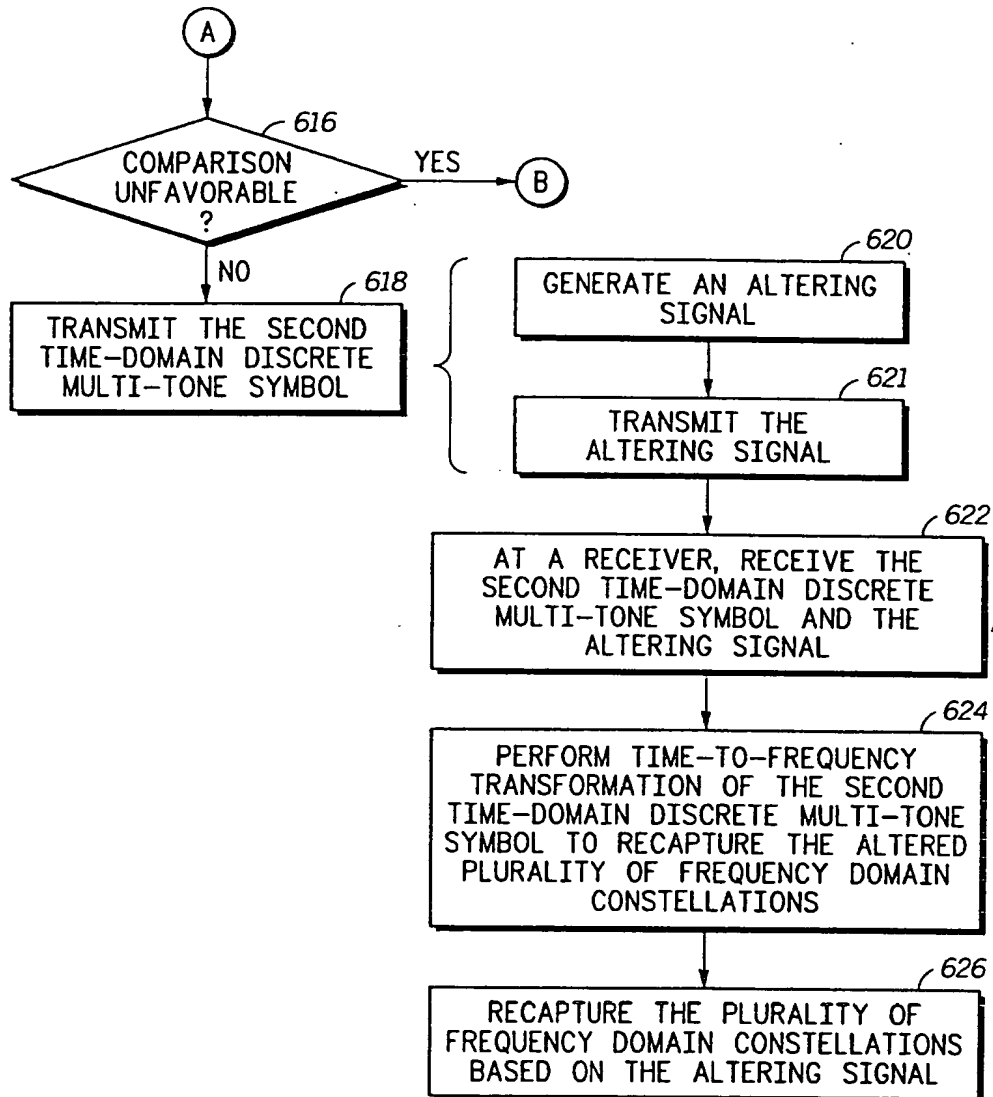 A
616
COMPARISON
UNFAVORABLE
?
YES
B
NO
618
TRANSMIT THE SECOND
TIME-DOMAIN DISCRETE
MULTI-TONE SYMBOL
620
GENERATE AN ALTERING
SIGNAL
621
TRANSMIT THE
ALTERING SIGNAL
622
AT A RECEIVER, RECEIVE THE
SECOND TIME-DOMAIN DISCRETE
MULTI-TONE SYMBOL AND THE
ALTERING SIGNAL
624
PERFORM TIME-TO-FREQUENCY
TRANSFORMATION OF THE SECOND
TIME-DOMAIN DISCRETE MULTI-TONE
SYMBOL TO RECAPTURE THE ALTERED
PLURALITY OF FREQUENCY DOMAIN
CONSTELLATIONS
626
RECAPTURE THE PLURALITY OF
FREQUENCY DOMAIN CONSTELLATIONS
BASED ON THE ALTERING SIGNAL